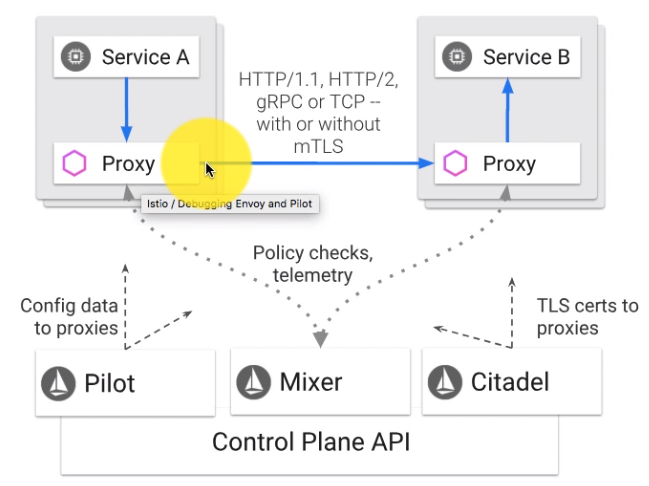 Service A
Service B
HTTP/1.1, HTTP/2,
gRPC or TCP --
with or without
mTLS
Proxy
Proxy
Istio / Debugging Envoy and Pilot
Policy checks,
telemetry
Config data
to proxies
TLS certs to
proxies
Pilot
Mixer
Citadel
Control Plane API